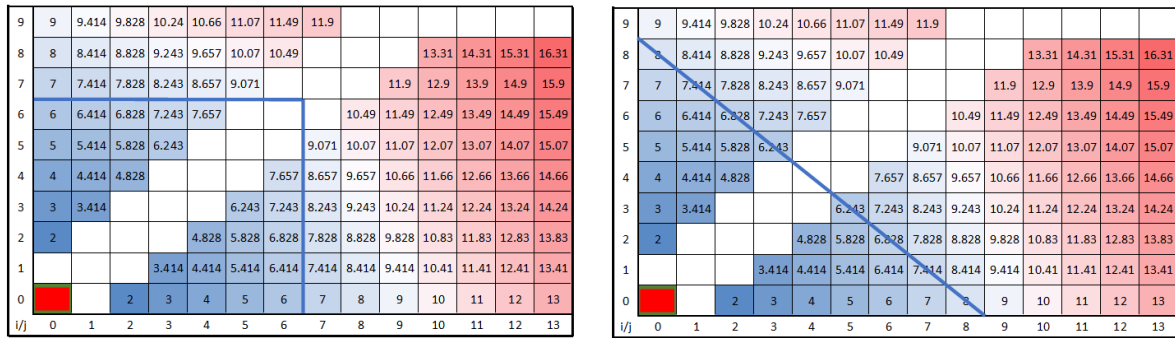 9 9 9.414 9.828 10.24 10.66 11.07 11.49 11.9
8 8 8.414 8.828 9.243 9.657 10.07 10.49 13.31 14.31 15.31 16.31
7 7 7.414 7.828 8.243 8.657 9.071 11.9 12.9 13.9 14.9 15.9
6 6 6.414 6.828 7.243 7.657 10.49 11.49 12.49 13.49 14.49 15.49
5 5 5.414 5.828 6.243 9.071 10.07 11.07 12.07 13.07 14.07 15.07
4 4 4.414 4.828 7.657 8.657 9.657 10.66 11.66 12.66 13.66 14.66
3 3 3.414 6.243 7.243 8.243 9.243 10.24 11.24 12.24 13.24 14.24
2 2 4.828 5.828 6.828 7.828 8.828 9.828 10.83 11.83 12.83 13.83
1 3.414 4.414 5.414 6.414 7.414 8.414 9.414 10.41 11.41 12.41 13.41
0 2 3 4 5 6 7 8 9 10 11 12 13
i/j 0 1 2 3 4 5 6 7 8 9 10 11 12 13
9 9 9.414 9.828 10.24 10.66 11.07 11.49 11.9
8 8 8.414 8.828 9.243 9.657 10.07 10.49 13.31 14.31 15.31 16.31
7 7 7.414 7.828 8.243 8.657 9.071 11.9 12.9 13.9 14.9 15.9
6 6 6.414 6.828 7.243 7.657 10.49 11.49 12.49 13.49 14.49 15.49
5 5 5.414 5.828 6.243 9.071 10.07 11.07 12.07 13.07 14.07 15.07
4 4 4.414 4.828 7.657 8.657 9.657 10.66 11.66 12.66 13.66 14.66
3 3 3.414 6.243 7.243 8.243 9.243 10.24 11.24 12.24 13.24 14.24
2 2 4.828 5.828 6.828 7.828 8.828 9.828 10.83 11.83 12.83 13.83
1 3.414 4.414 5.414 6.414 7.414 8.414 9.414 10.41 11.41 12.41 13.41
0 2 3 4 5 6 7 8 9 10 11 12 13
i/j 0 1 2 3 4 5 6 7 8 9 10 11 12 13